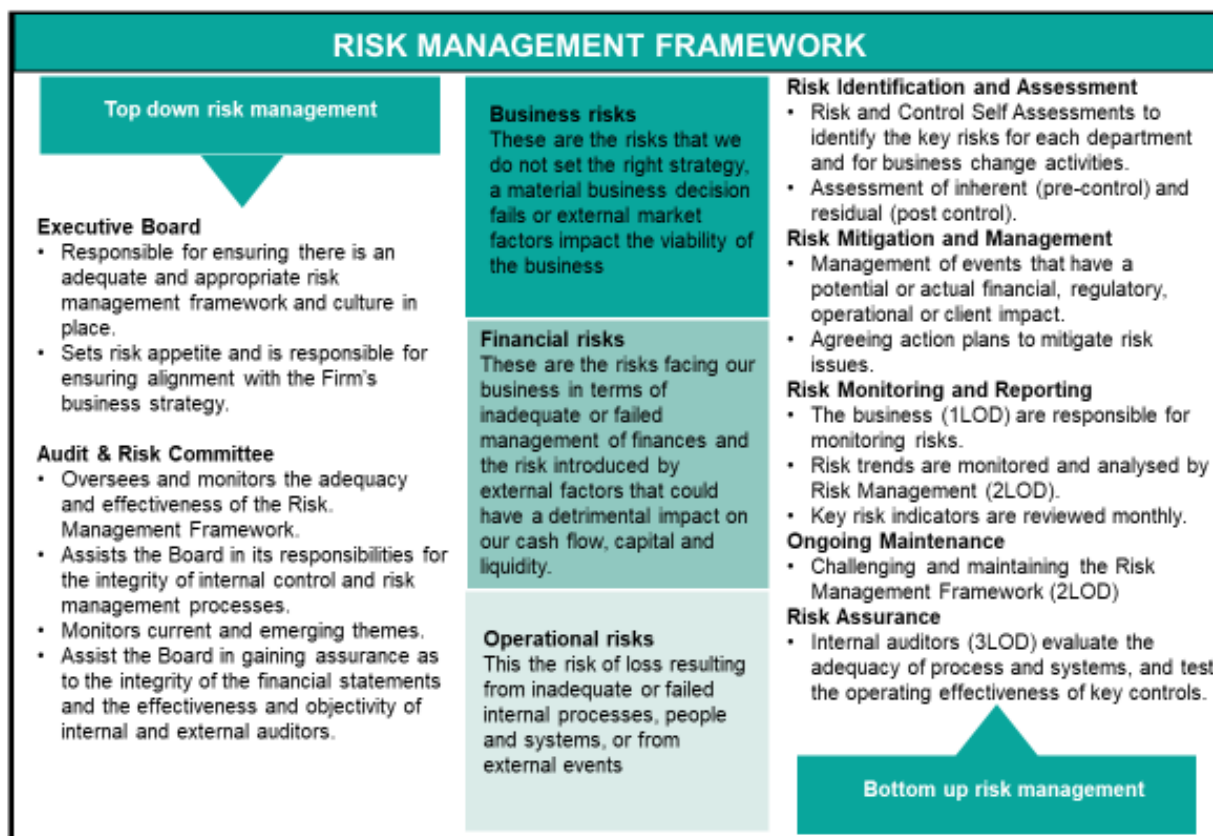 RISK MANAGEMENT FRAMEWORK
Top down risk management
Executive Board
• Responsible for ensuring there is an
adequate and appropriate risk
management framework and culture in
place.
• Sets risk appetite and is responsible for
ensuring alignment with the Firm's
business strategy.
Audit & Risk Committee
• Oversees and monitors the adequacy
and effectiveness of the Risk.
Management Framework.
• Assists the Board in its responsibilities for
the integrity of internal control and risk
management processes.
• Monitors current and emerging themes.
• Assist the Board in gaining assurance as
to the integrity of the financial statements
and the effectiveness and objectivity of
internal and external auditors.
Business risks
These are the risks that we
do not set the right strategy,
a material business decision
fails or external market
factors impact the viability of
the business
Financial risks
These are the risks facing our
business in terms of
inadequate or failed
management of finances and
the risk introduced by
external factors that could
have a detrimental impact on
our cash flow, capital and
liquidity.
Operational risks
This the risk of loss resulting
from inadequate or failed
internal processes, people
and systems, or from
external events
Risk Identification and Assessment
• Risk and Control Self Assessments to
identify the key risks for each department
and for business change activities.
• Assessment of inherent (pre-control) and
residual (post control).
Risk Mitigation and Management
• Management of events that have a
potential or actual financial, regulatory,
operational or client impact.
• Agreeing action plans to mitigate risk
issues.
Risk Monitoring and Reporting
• The business (1LOD) are responsible for
monitoring risks.
• Risk trends are monitored and analysed by
Risk Management (2LOD).
• Key risk indicators are reviewed monthly.
Ongoing Maintenance
• Challenging and maintaining the Risk
Management Framework (2LOD)
Risk Assurance
• Internal auditors (3LOD) evaluate the
adequacy of process and systems, and test
the operating effectiveness of key controls.
Bottom up risk management